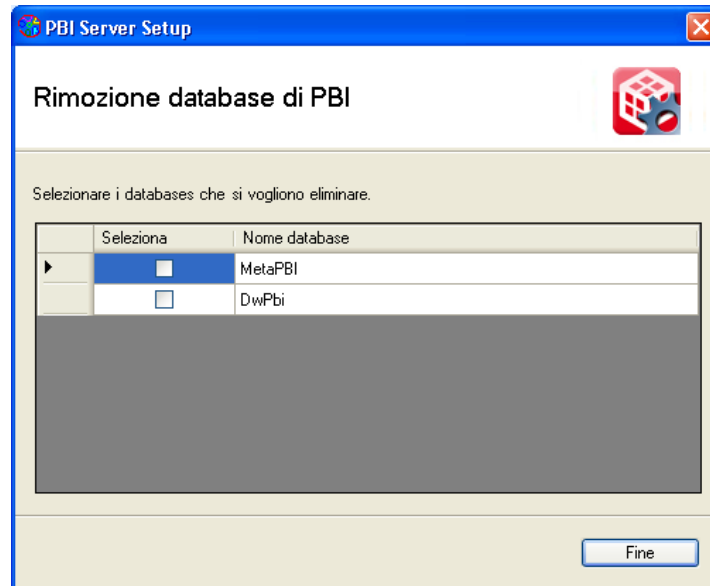 PBI Server Setup
Rimozione database di PBI
Selezionare i databases che si vogliono eliminare.
Seleziona Nome database
MetaPBI
DwPbi
Fine